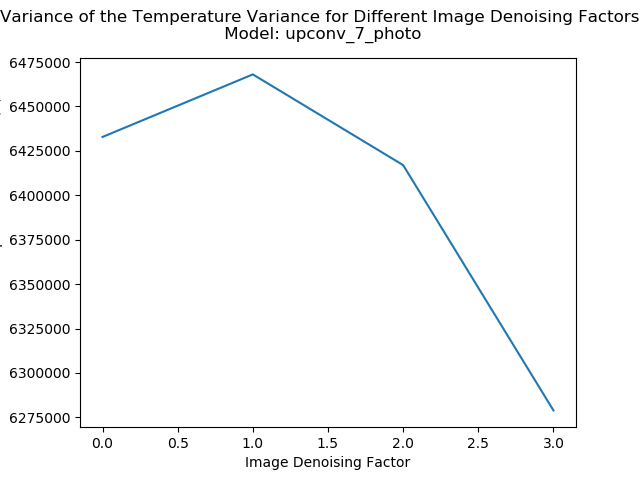 Variance of the Temperature Variance for Different Image Denoising Factors
Model: upconv_7_photo
6475000
6450000
6425000
6400000
6375000
6350000
6325000
6300000
6275000
0.0 0.5 1.0 1.5 2.0 2.5 3.0
Image Denoising Factor